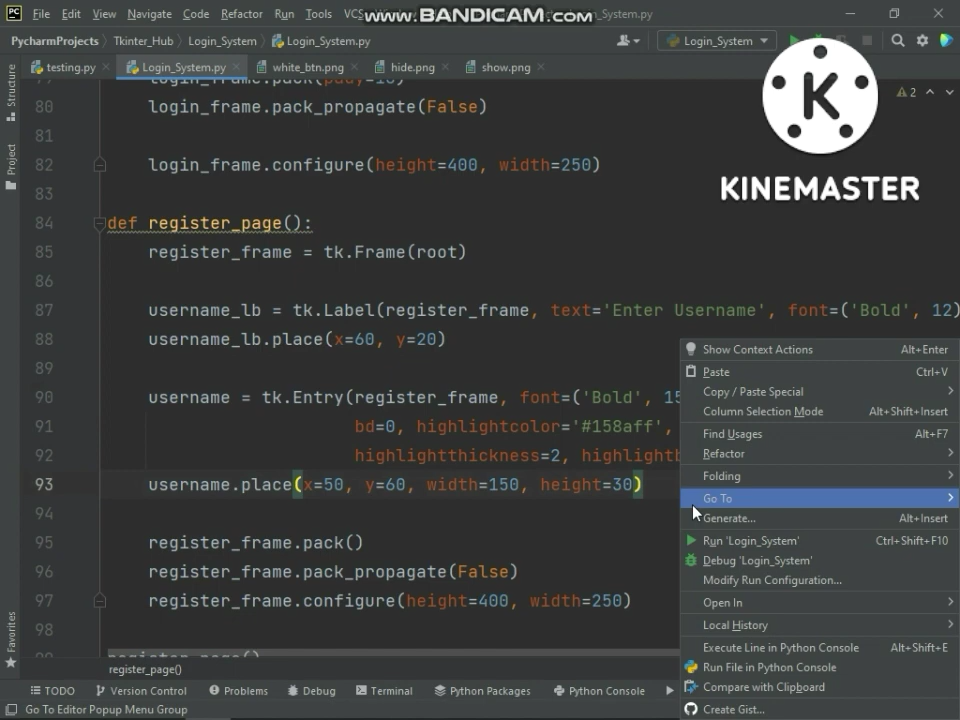 File Edit View Navigate Code Refactor Run Tools VCS www.BANDICAM.com n_System.py
PycharmProjects Tkinter_Hub Login_System Login_System.py Login_System
testing.py Login_System.py white_btn.png hide.png show.png
2
Structure
Project
Favorites
80 login_frame.pack_propagate(False)
81
82 login_frame.configure(height=400, width=250)
83
84 def register_page():
85 register_frame = tk.Frame(root)
86
87 username_lb = tk.Label(register_frame, text='Enter Username', font=('Bold', 12)
88 username_lb.place(x=60, y=20)
89
90 username = tk.Entry(register_frame, font=('Bold', 15
91 bd=0, highlightcolor='#158aff',
92 highlightthickness=2, highlightb
93 username.place(x=50, y=60, width=150, height=30)
94
95 register_frame.pack()
96 register_frame.pack_propagate(False)
97 register_frame.configure(height=400, width=250)
98
K
KINEMASTER
Show Context Actions Alt+Enter
Paste Ctrl+V
Copy / Paste Special
Column Selection Mode Alt+Shift+Insert
Find Usages Alt+F7
Refactor
Folding
Go To
Generate... Alt+Insert
Run 'Login_System' Ctrl+Shift+F10
Debug 'Login_System'
Modify Run Configuration...
Open In
Local History
Execute Line in Python Console Alt+Shift+E
Run File in Python Console
Compare with Clipboard
Create Gist...
register_page()
TODO Version Control Problems Debug Terminal Python Packages Python Console
Go To Editor Popup Menu Group